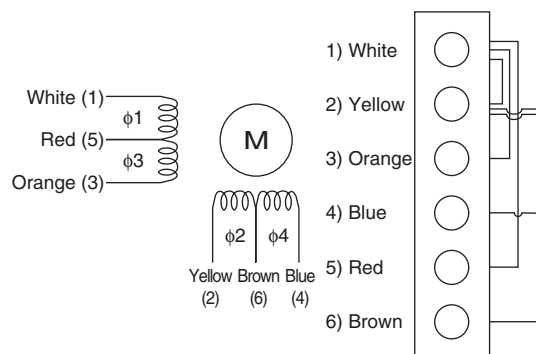 White (1)
ϕ1
Red (5)
ϕ3
Orange (3)
M
ϕ2 ϕ4
Yellow Brown Blue
(2) (6) (4)
1) White
2) Yellow
3) Orange
4) Blue
5) Red
6) Brown